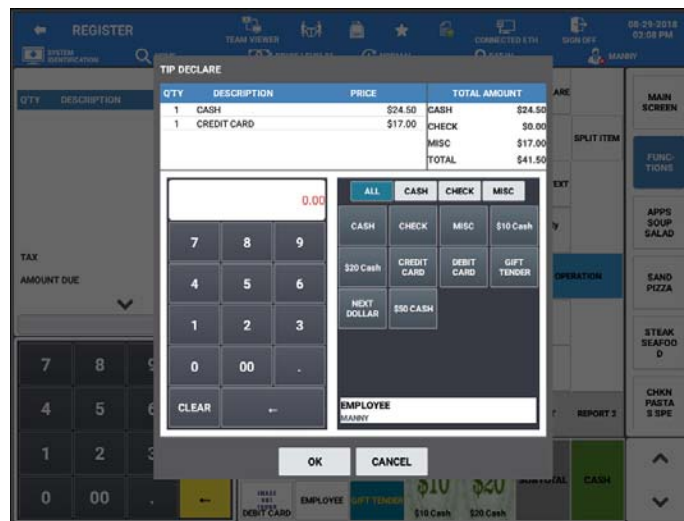 REGISTER
TEAM VIEWER
CONNECTED ETH
SIGN OFF
08-29-2018
03:08 PM
SYSTEM
IDENTIFICATION
MANNY
TIP DECLARE
Q'TY DESCRIPTION
Q'TY DESCRIPTION PRICE TOTAL AMOUNT
1 CASH $24.50 CASH $24.50
1 CREDIT CARD $17.00 CHECK $0.00
MISC $17.00
TOTAL $41.50
0.00
7 8 9
4 5 6
1 2 3
0 00 .
CLEAR ←
ALL CASH CHECK MISC
CASH CHECK MISC $10 Cash
$20 Cash CREDIT CARD DEBIT CARD GIFT TENDER
NEXT DOLLAR $50 CASH
EMPLOYEE
MANNY
OK CANCEL
TAX
AMOUNT DUE
7 8
4 5 6
1 2 3
0 00 . ←
DEBIT CARD EMPLOYEE GIFT TENDER $10 Cash $20 Cash
CASH
SPLIT ITEM
REPORT 3
MAIN
SCREEN
FUNC-
TIONS
APPS
SOUP
SALAD
SAND
PIZZA
STEAK
SEAFOO
D
CHKN
PASTA
S SPE